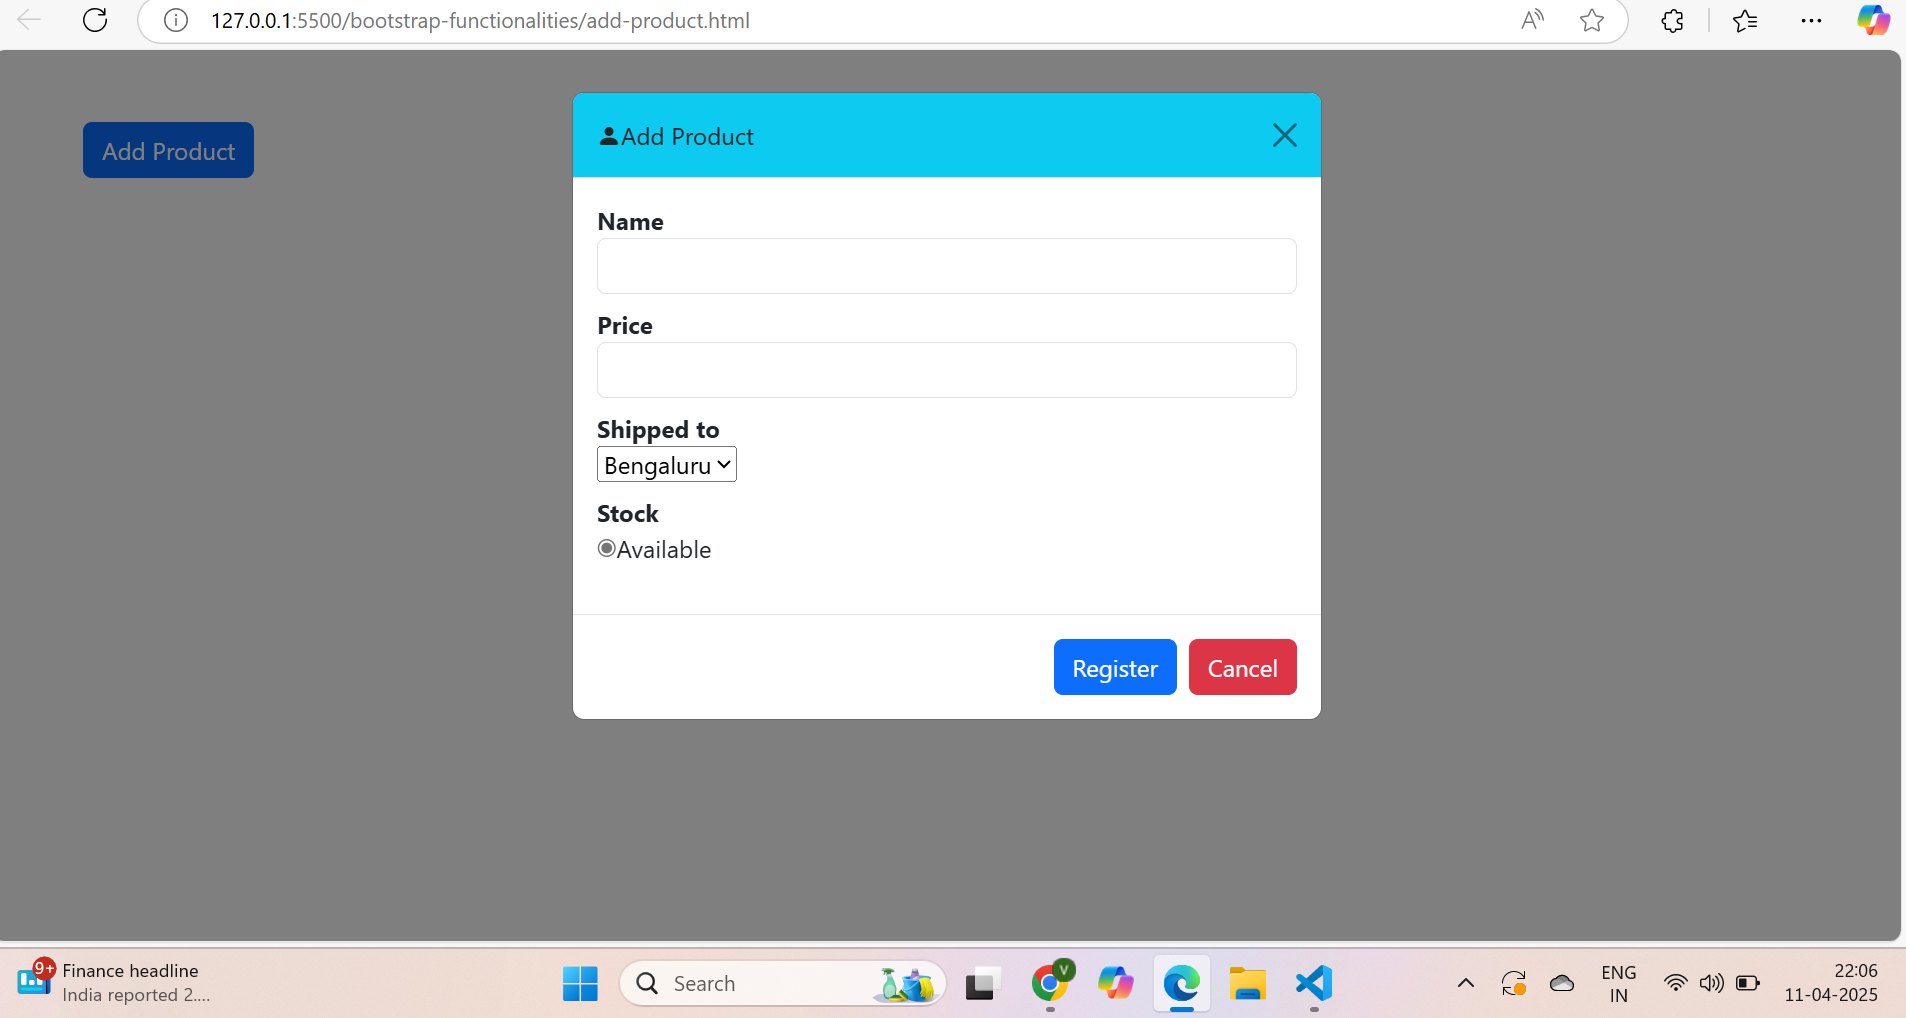 127.0.0.1:5500/bootstrap-functionalities/add-product.html
Add Product
Add Product
Name
Price
Shipped to
Bengaluru
Stock
Available
Register
Cancel
9+
Finance headline
India reported 2....
Search
V
ENG
IN
22:06
11-04-2025